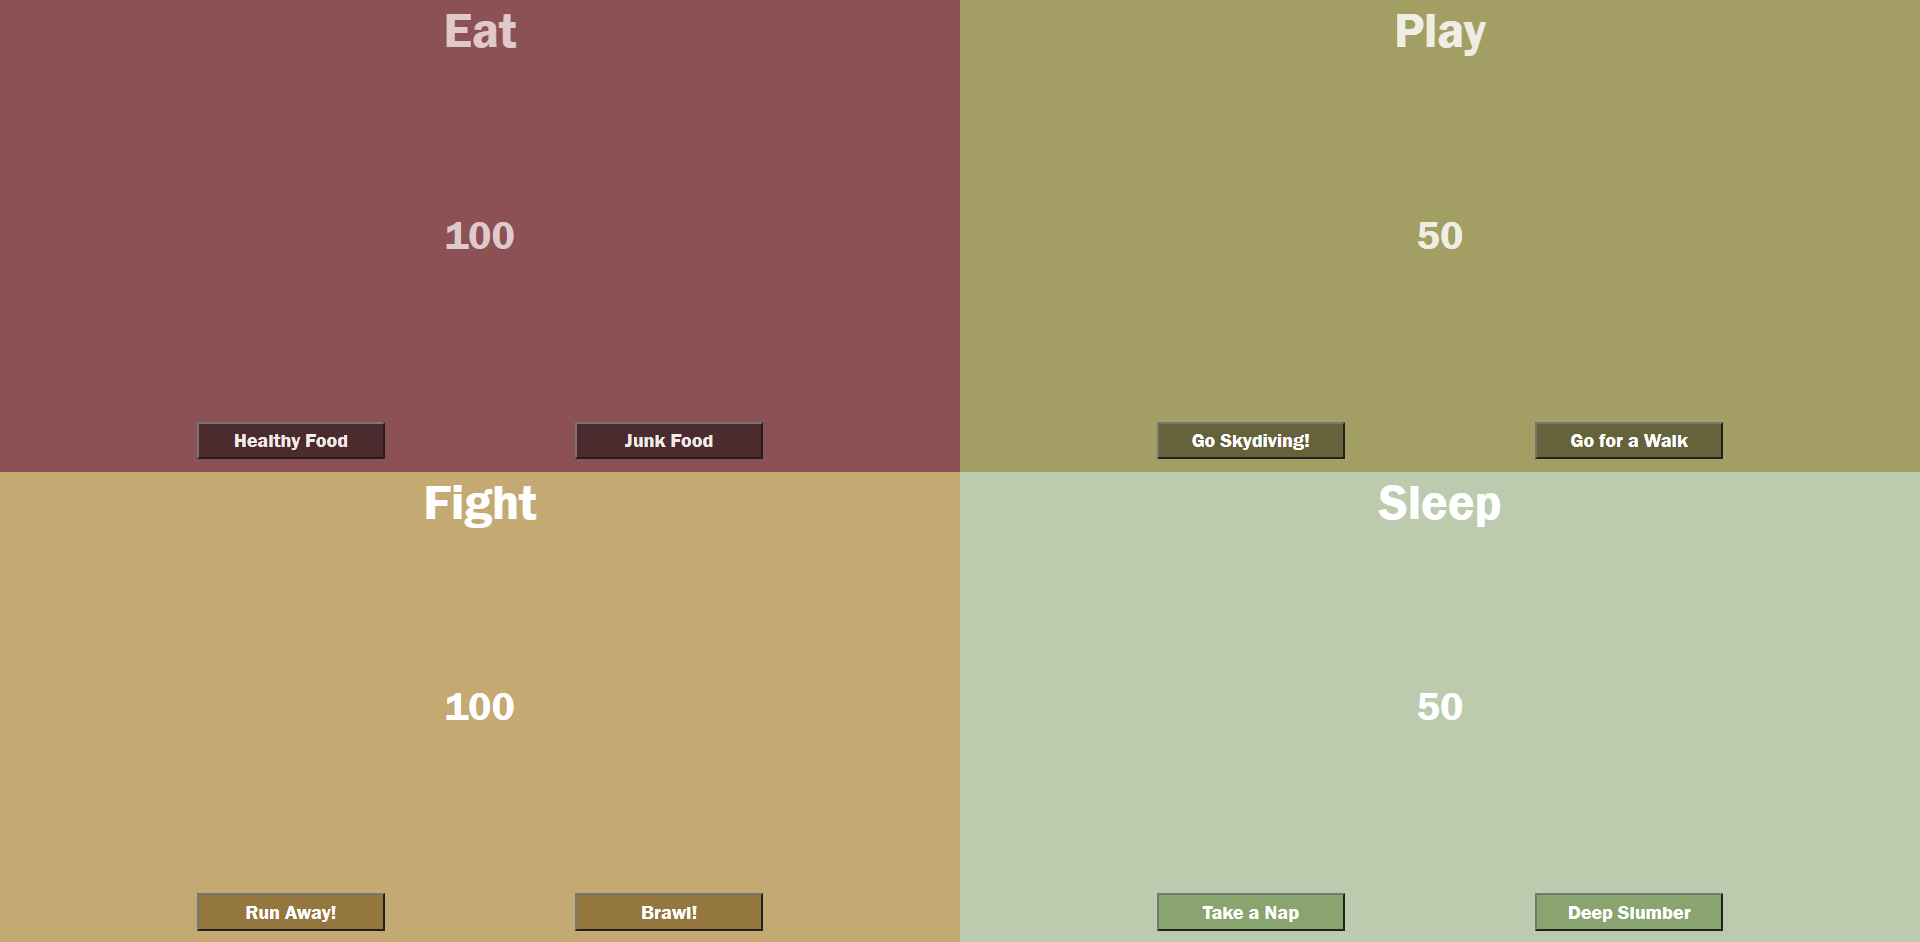 Eat
100
Healthy Food
Junk Food
Play
50
Go Skydiving!
Go for a Walk
Fight
100
Run Away!
Brawl!
Sleep
50
Take a Nap
Deep Slumber